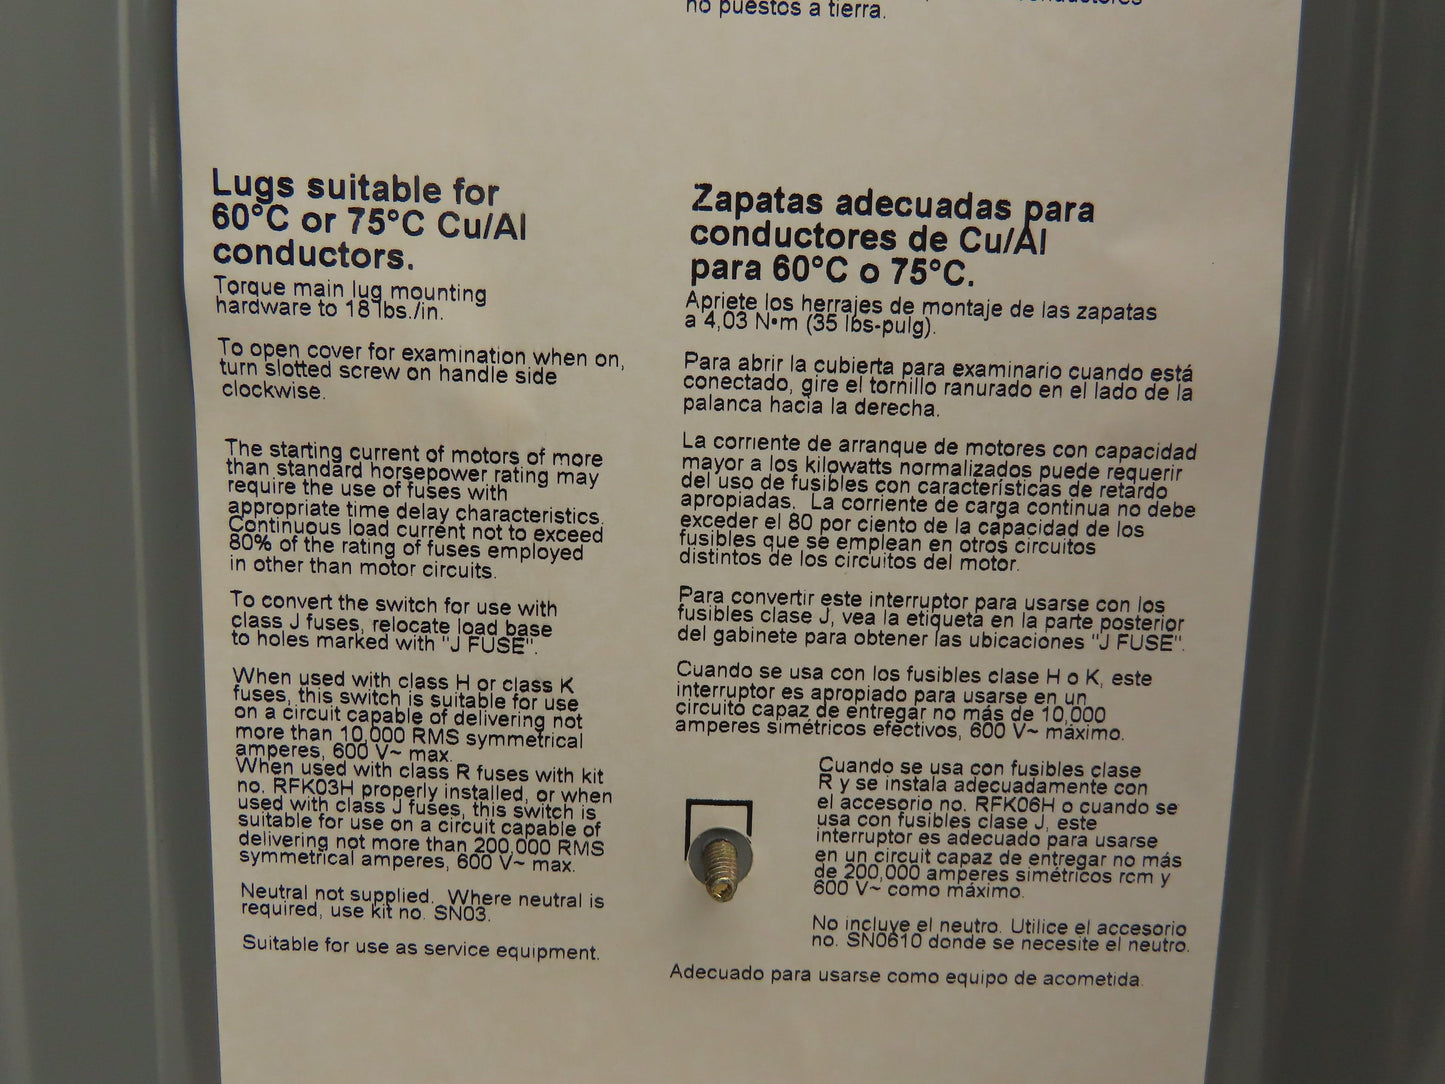 no puestos a tierra.
Lugs suitable for
60°C or 75°C Cu/Al
conductors.
Torque main lug mounting
hardware to 18 lbs./in.
To open cover for examination when on,
turn slotted screw on handle side
clockwise.
The starting current of motors of more
than standard horsepower rating may
require the use of fuses with
appropriate time delay characteristics.
Continuous load current not to exceed
80% of the rating of fuses employed
in other than motor circuits.
To convert the switch for use with
class J fuses, relocate load base
to holes marked with "J FUSE".
When used with class H or class K
fuses, this switch is suitable for use
on a circuit capable of delivering not
more than 10,000 RMS symmetrical
amperes, 600 V~ max.
When used with class R fuses with kit
no. RFK03H properly installed, or when
used with class J fuses, this switch is
suitable for use on a circuit capable of
delivering not more than 200,000 RMS
symmetrical amperes, 600 V~ max.
Neutral not supplied. Where neutral is
required, use kit no. SN03.
Suitable for use as service equipment.
Zapatas adecuadas para
conductores de Cu/Al
para 60°C o 75°C.
Apriete los herrajes de montaje de las zapatas
a 4,03 N•m (35 lbs-pulg).
Para abrir la cubierta para examinario cuando está
conectado, gire el tornillo ranurado en el lado de la
palanca hacia la derecha.
La corriente de arranque de motores con capacidad
mayor a los kilowatts normalizados puede requerir
del uso de fusibles con características de retardo
apropiadas. La corriente de carga continua no debe
exceder el 80 por ciento de la capacidad de los
fusibles que se emplean en otros circuitos
distintos de los circuitos del motor.
Para convertir este interruptor para usarse con los
fusibles clase J, vea la etiqueta en la parte posterior
del gabinete para obtener las ubicaciones "J FUSE".
Cuando se usa con los fusibles clase H o K, este
interruptor es apropiado para usarse en un
circuito capaz de entregar no más de 10,000
amperes simétricos efectivos, 600 V~ máximo.
Cuando se usa con fusibles clase
R y se instala adecuadamente con
el accesorio no. RFK06H o cuando se
usa con fusibles clase J, este
interruptor es adecuado para usarse
en un circuit capaz de entregar no más
de 200,000 amperes simétricos rcm y
600 V~ como máximo.
No incluye el neutro. Utilice el accesorio
no. SN0610 donde se necesite el neutro.
Adecuado para usarse como equipo de acometida.